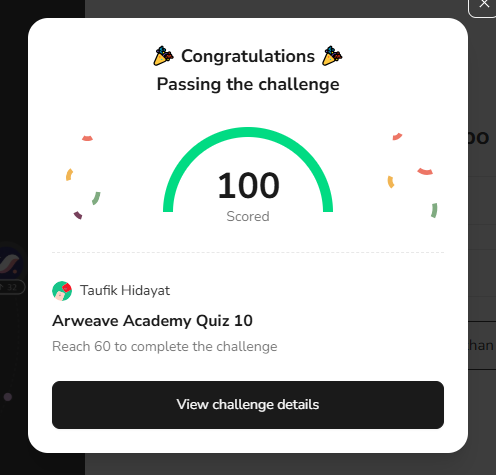 Congratulations
Passing the challenge
100
Scored
Taufik Hidayat
Arweave Academy Quiz 10
Reach 60 to complete the challenge
View challenge details
32